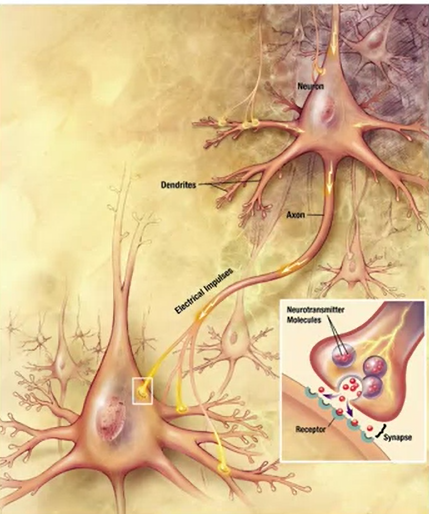 Neuron
Dendrites
Axon
Electrical Impulses
Neurotransmitter
Molecules
Receptor
Synapse